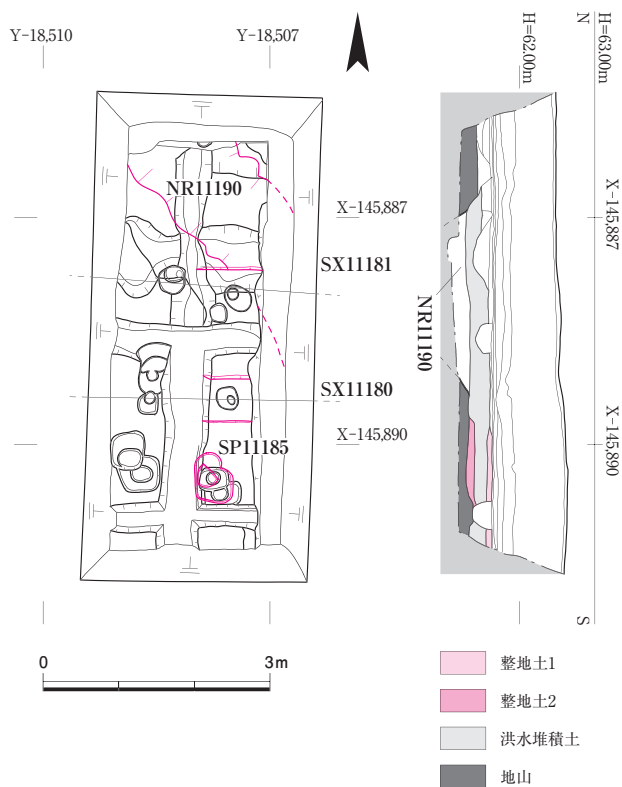 Y-18,510
Y-18,507
H=62.00m
H=63.00m
N
NR11190
X-145,887
X-145,887
SX11181
NR11190
SX11180
X-145,890
X-145,890
SP11185
S
0
3m
整地土1
整地土2
洪水堆積土
地山